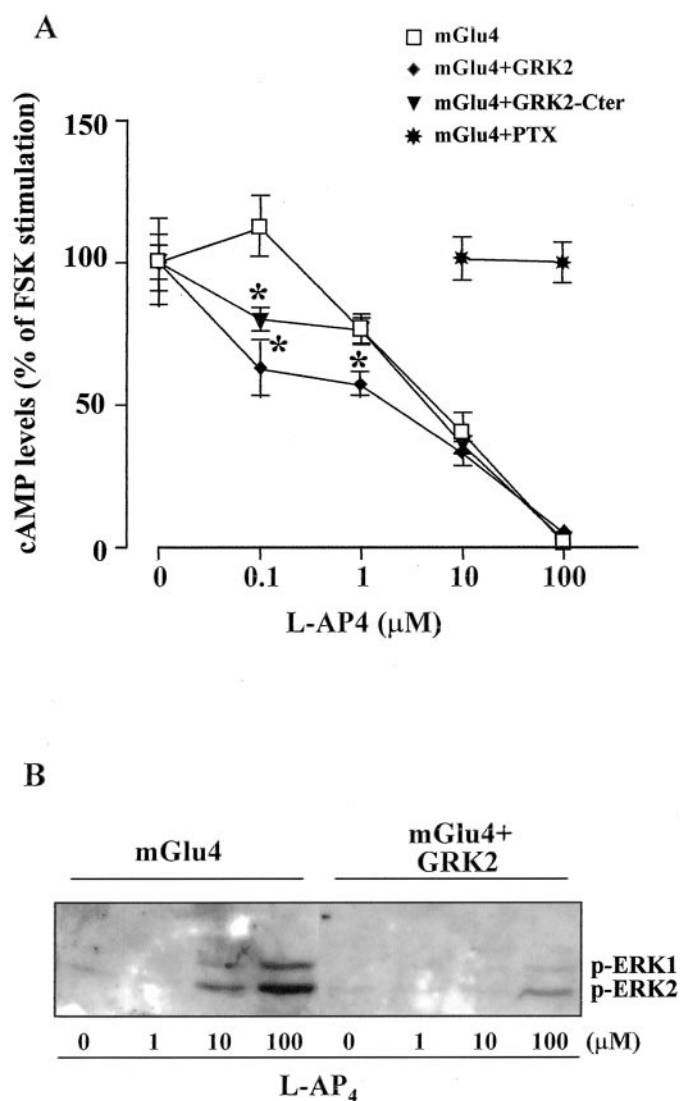 A
mGlu4
mGlu4+GRK2
mGlu4+GRK2-Cter
mGlu4+PTX
cAMP levels (% of FSK stimulation)
150
100
50
0
*
*
*
0 0.1 1 10 100
L-AP4 (μM)
B
mGlu4
mGlu4+
GRK2
p-ERK1
p-ERK2
0 1 10 100 0 1 10 100 (μM)
L-AP₄